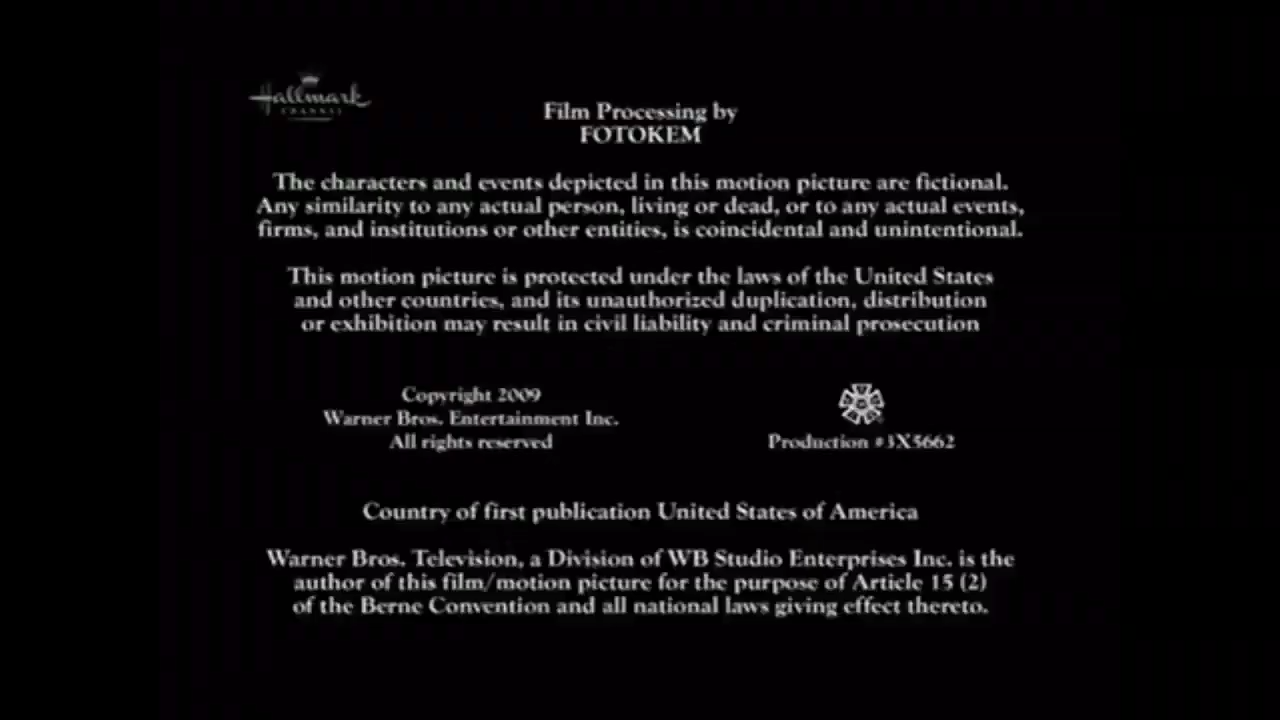 Hallmark
CHANNEL
Film Processing by
FOTOKEM
The characters and events depicted in this motion picture are fictional.
Any similarity to any actual person, living or dead, or to any actual events,
firms, and institutions or other entities, is coincidental and unintentional.
This motion picture is protected under the laws of the United States
and other countries, and its unauthorized duplication, distribution
or exhibition may result in civil liability and criminal prosecution
Copyright 2009
Warner Bros. Entertainment Inc.
All rights reserved
Production #3X5662
Country of first publication United States of America
Warner Bros. Television, a Division of WB Studio Enterprises Inc. is the
author of this film/motion picture for the purpose of Article 15 (2)
of the Berne Convention and all national laws giving effect thereto.